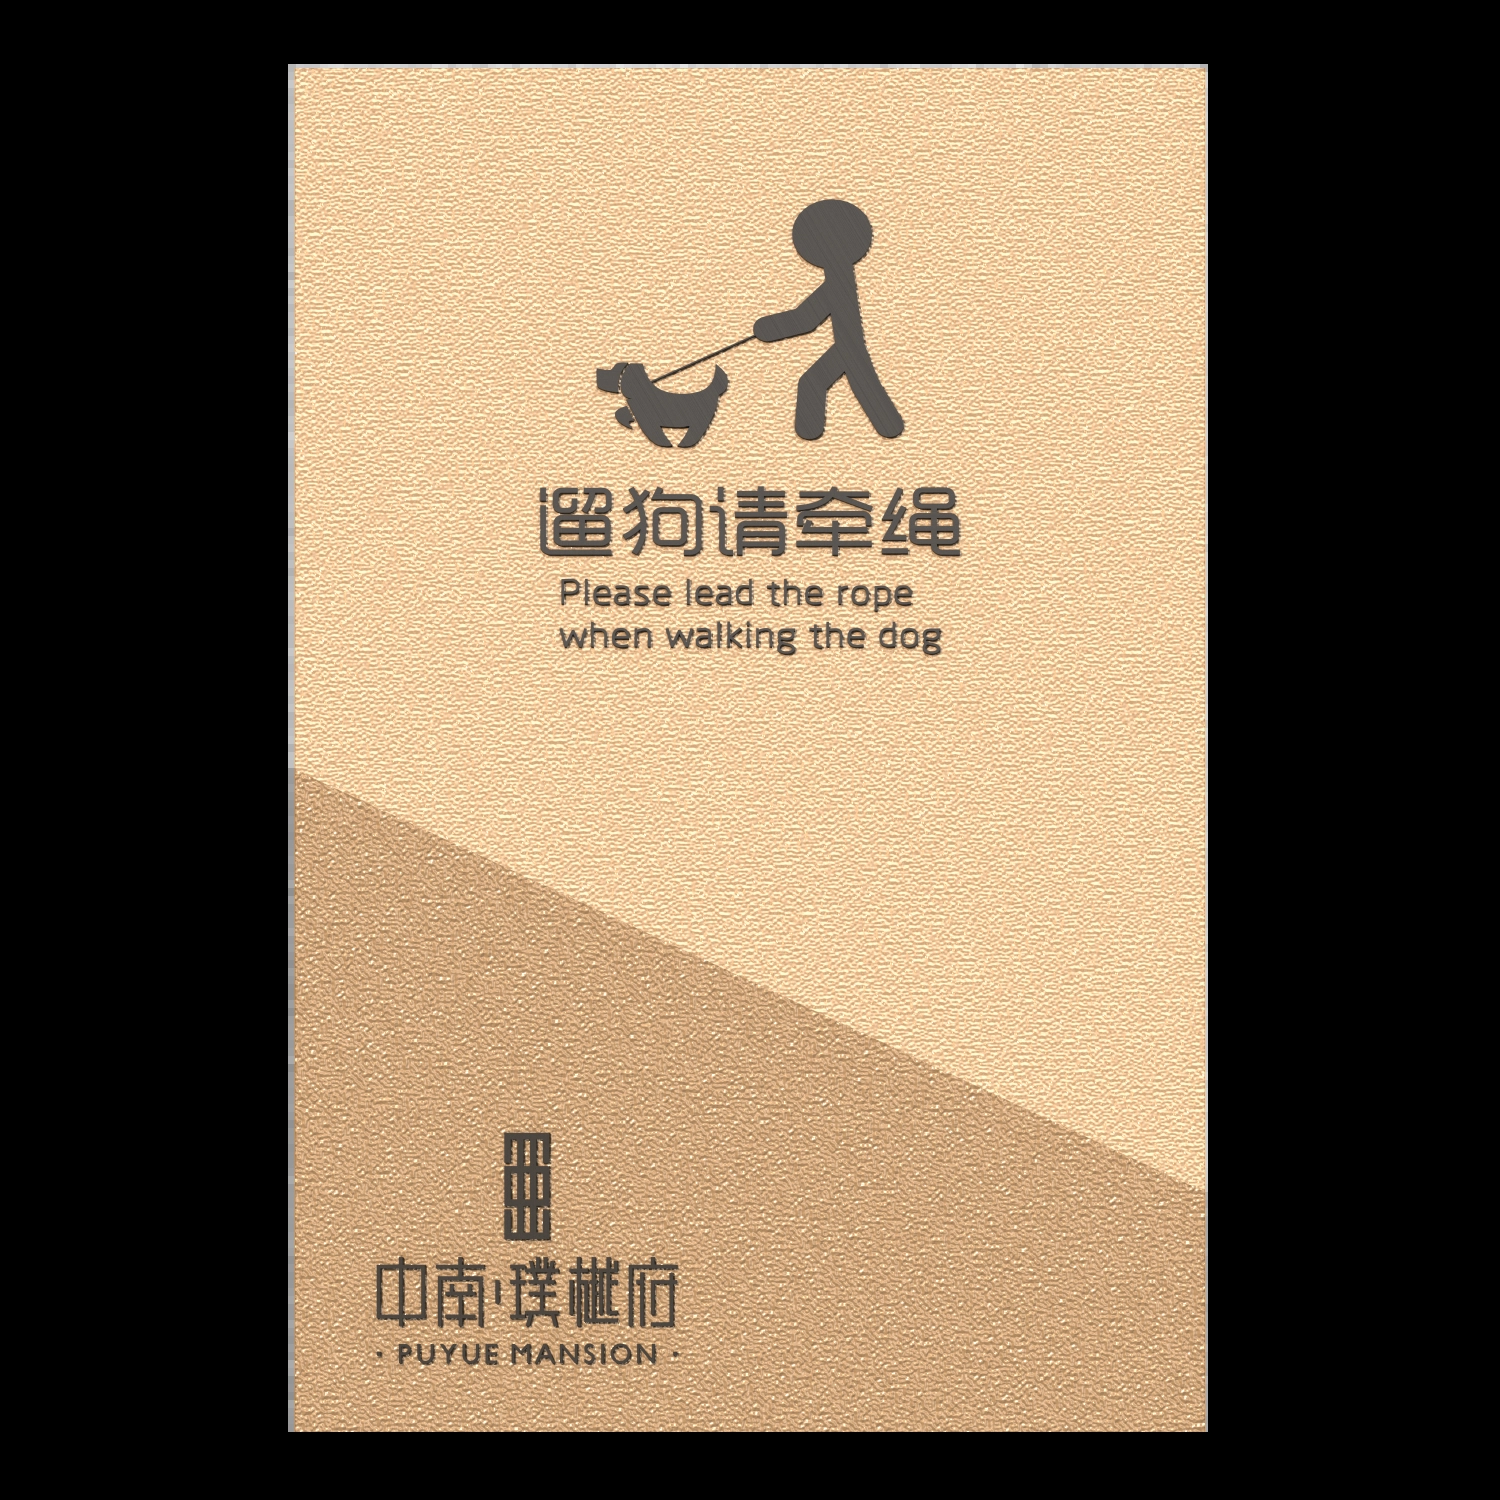 遛狗请牵绳
Please lead the rope
when walking the dog
中南·璞樾府
· PUYUE MANSION ·